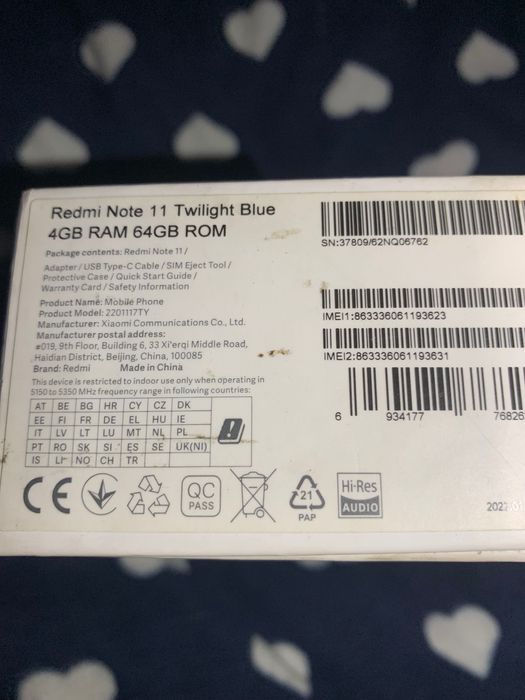 Redmi Note 11 Twilight Blue
4GB RAM 64GB ROM
Package contents: Redmi Note 11 /
Adapter / USB Type-C Cable / SIM Eject Tool /
Protective Case / Quick Start Guide /
Warranty Card / Safety Information
Product Name: Mobile Phone
Product Model: 2201117TY
Manufacturer: Xiaomi Communications Co., Ltd.
Manufacturer postal address:
#019, 9th Floor, Building 6, 33 Xi'erqi Middle Road,
Haidian District, Beijing, China, 100085
Brand: Redmi Made in China
This device is restricted to indoor use only when operating in
5150 to 5350 MHz frequency range in following countries:
AT BE BG HR CY CZ DK
EE FI FR DE EL HU IE
IT LV LT LU MT NL PL
PT RO SK SI ES SE UK(NI)
IS LI NO CH TR
SN:37809/62NQ06762
IMEI1:863336061193623
IMEI2:863336061193631
6 934177 76826
CE
QC
PASS
21
PAP
Hi-Res
AUDIO